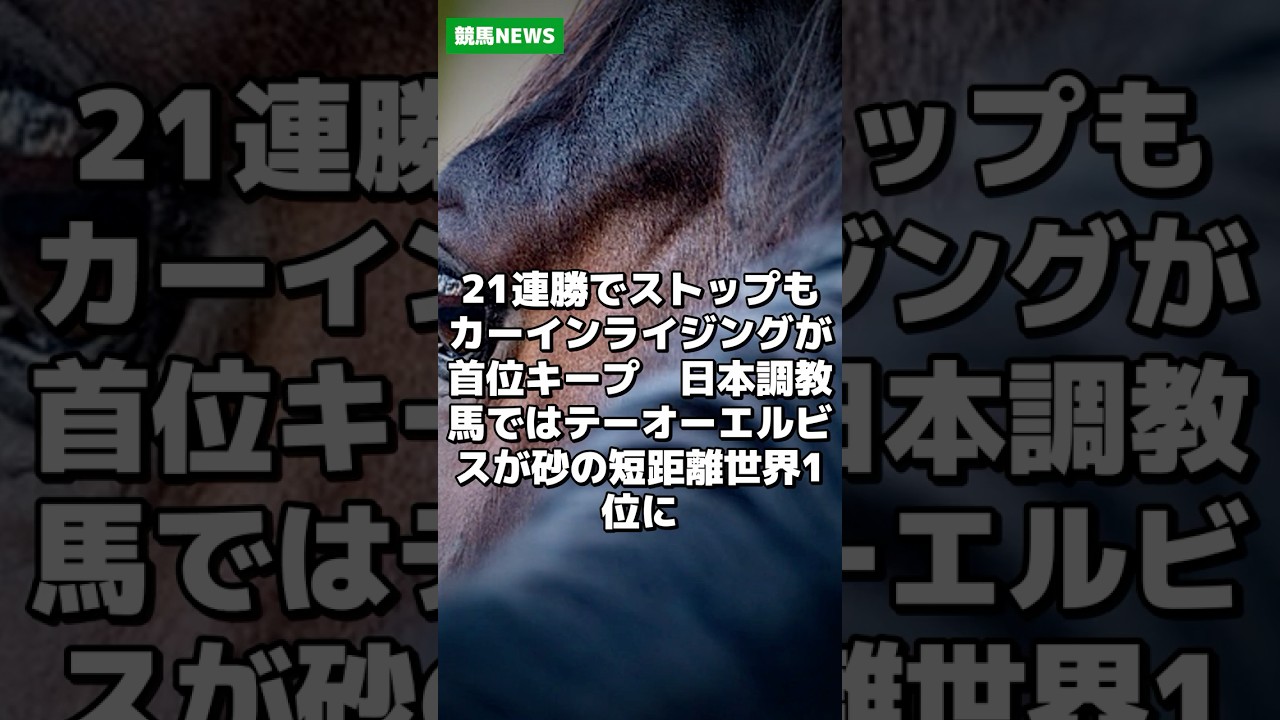 競馬NEWS
21連勝でストップも
カーインライジングが
首位キープ　日本調教
馬ではテーオーエルビ
スが砂の短距離世界1
位に